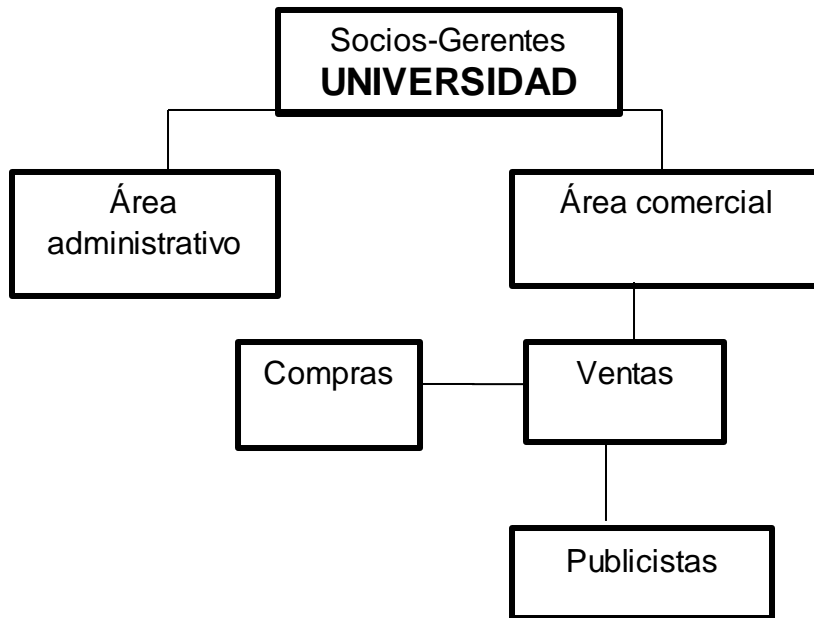 Socios-Gerentes
UNIVERSIDAD
Área
administrativo
Área comercial
Compras
Ventas
Publicistas